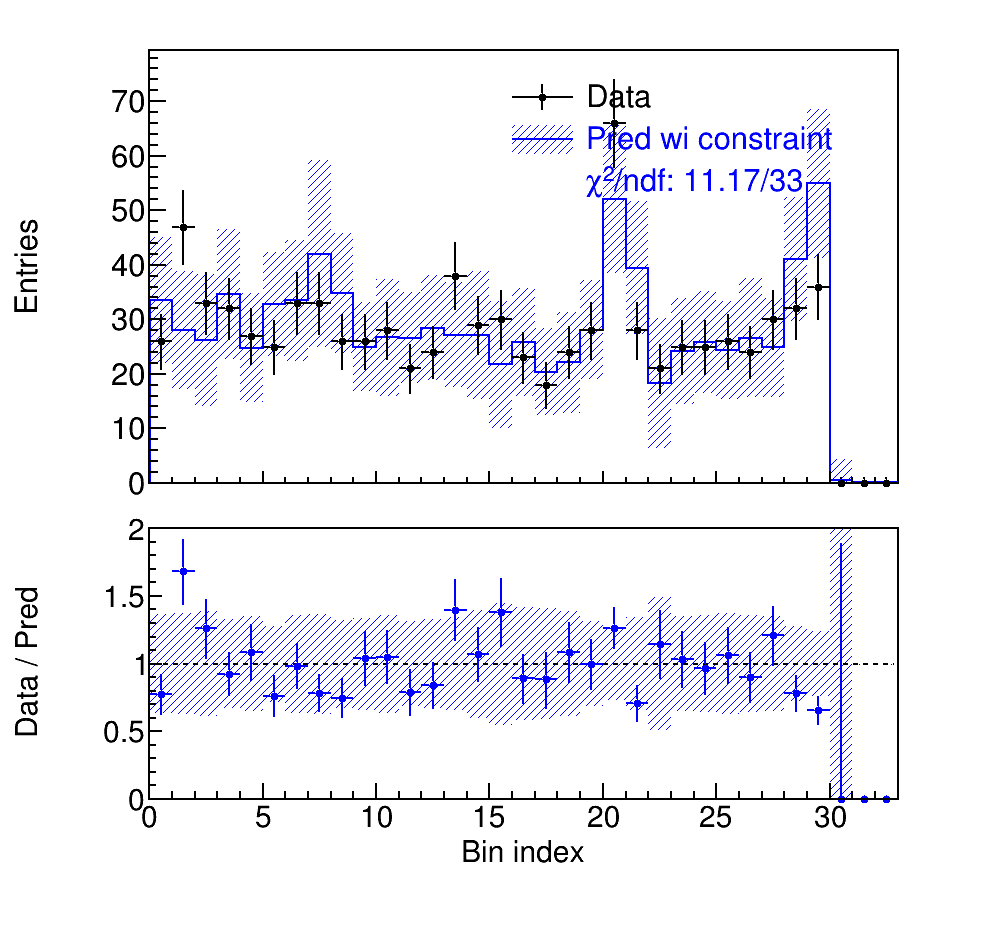 Entries
70
60
50
40
30
20
10
0
Data
Pred wi constraint
χ²/ndf: 11.17/33
Data / Pred
2
1.5
1
0.5
0
0 5 10 15 20 25 30
Bin index